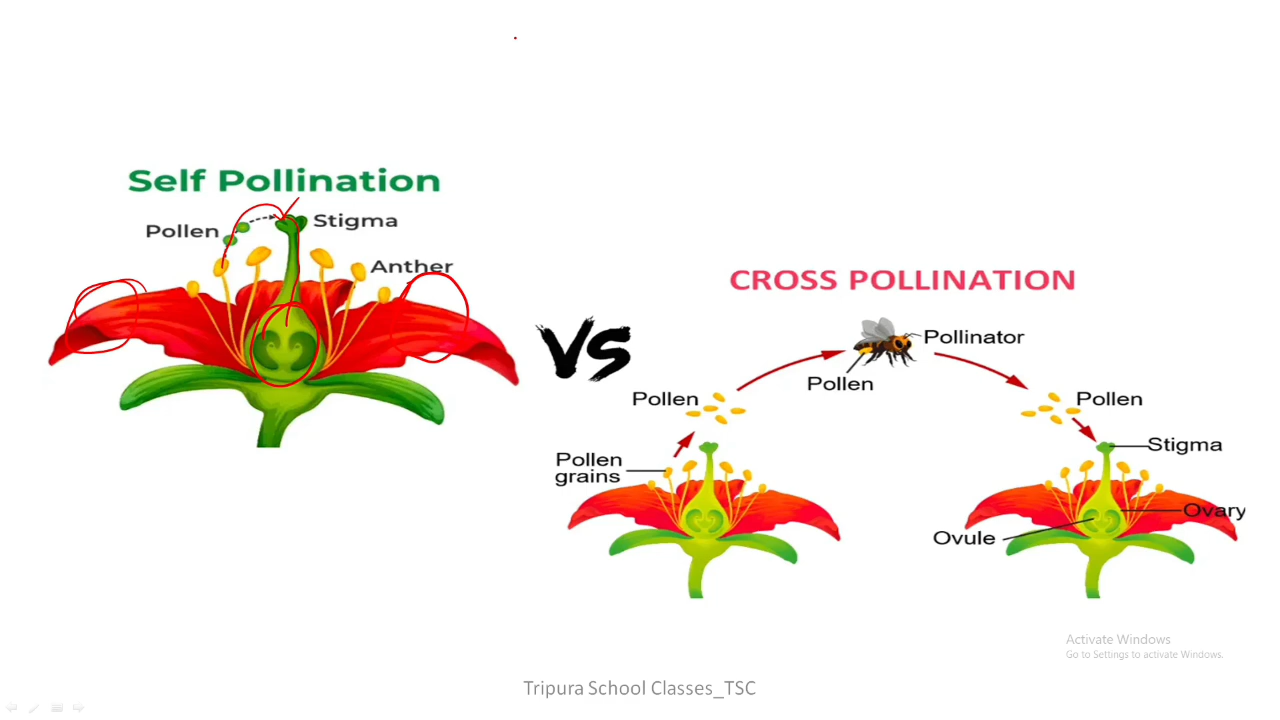 Self Pollination
Pollen
Stigma
Anther
VS
CROSS POLLINATION
Pollinator
Pollen
Pollen
Pollen
Pollen
grains
Stigma
Ovary
Ovule
Activate Windows
Go to Settings to activate Windows.
Tripura School Classes_TSC